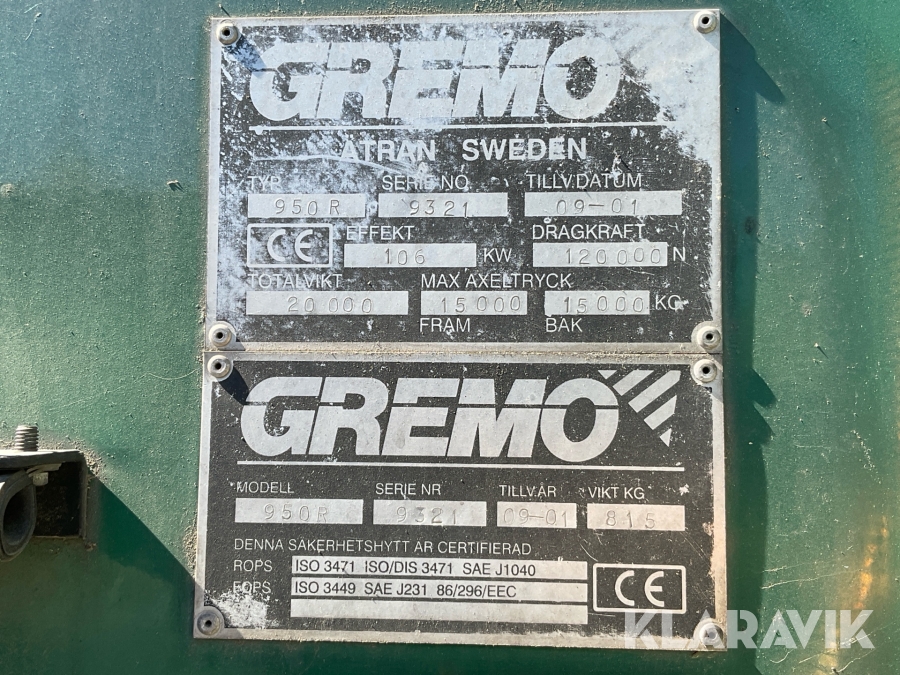 GREMO
ÄTRAN SWEDEN
TYP SERIE NO TILLV.DATUM
950R 9321 09-01
CE EFFEKT DRAGKRAFT
106 KW 120000 N
TOTALVIKT MAX AXELTRYCK
20 000 15000 15000 KG
FRAM BAK
GREMO
MODELL SERIE NR TILLV.ÅR VIKT KG
950R 9321 09-01 815
DENNA SÄKERHETSHYTT ÄR CERTIFIERAD
ROPS ISO 3471 ISO/DIS 3471 SAE J1040
FOPS ISO 3449 SAE J231 86/296/EEC
CE
KLARAVIK